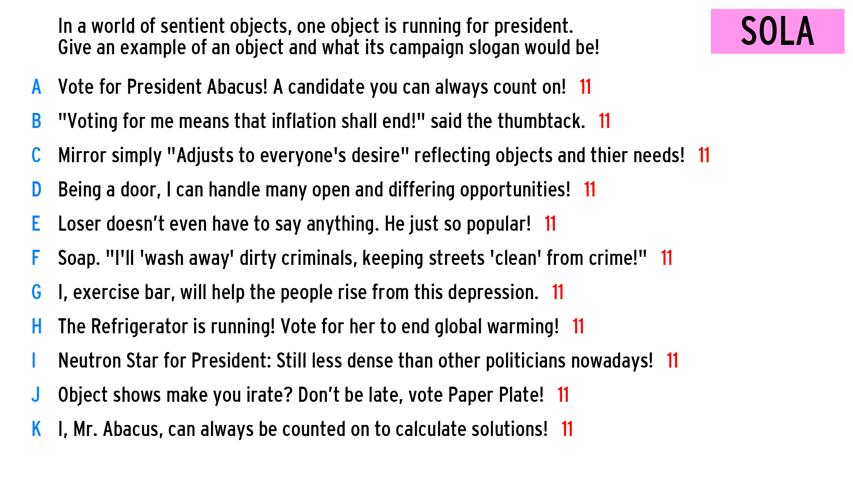 In a world of sentient objects, one object is running for president.
Give an example of an object and what its campaign slogan would be!
SOLA
A Vote for President Abacus! A candidate you can always count on! 11
B "Voting for me means that inflation shall end!" said the thumbtack. 11
C Mirror simply "Adjusts to everyone's desire" reflecting objects and thier needs! 11
D Being a door, I can handle many open and differing opportunities! 11
E Loser doesn't even have to say anything. He just so popular! 11
F Soap. "I'll 'wash away' dirty criminals, keeping streets 'clean' from crime!" 11
G I, exercise bar, will help the people rise from this depression. 11
H The Refrigerator is running! Vote for her to end global warming! 11
I Neutron Star for President: Still less dense than other politicians nowadays! 11
J Object shows make you irate? Don't be late, vote Paper Plate! 11
K I, Mr. Abacus, can always be counted on to calculate solutions! 11